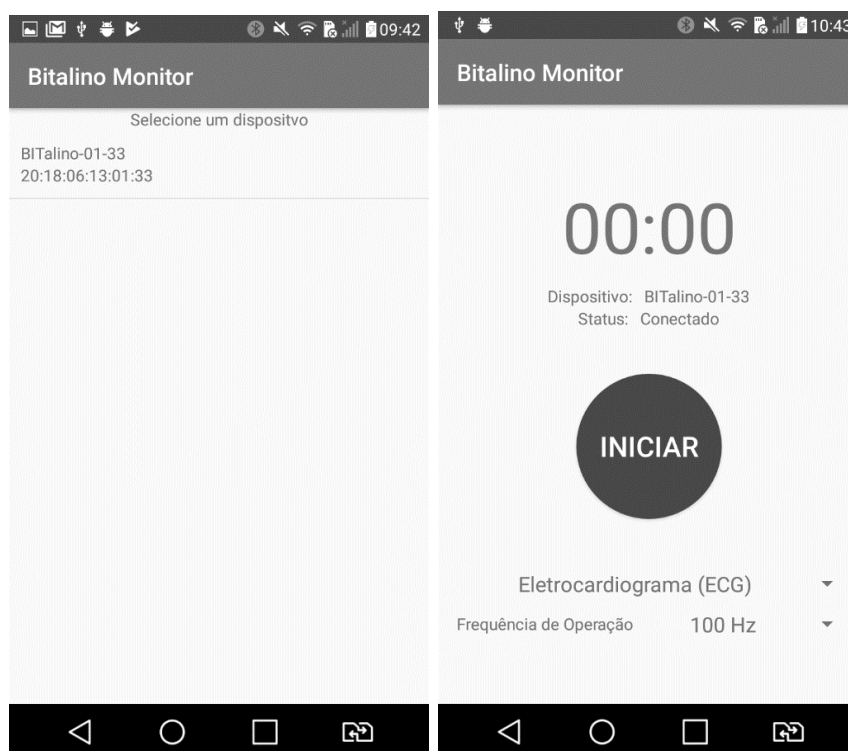 09:42
Bitalino Monitor
Selecione um dispositvo
BITalino-01-33
20:18:06:13:01:33
10:43
Bitalino Monitor
00:00
Dispositivo: BITalino-01-33
Status: Conectado
INICIAR
Eletrocardiograma (ECG)
Frequência de Operação 100 Hz